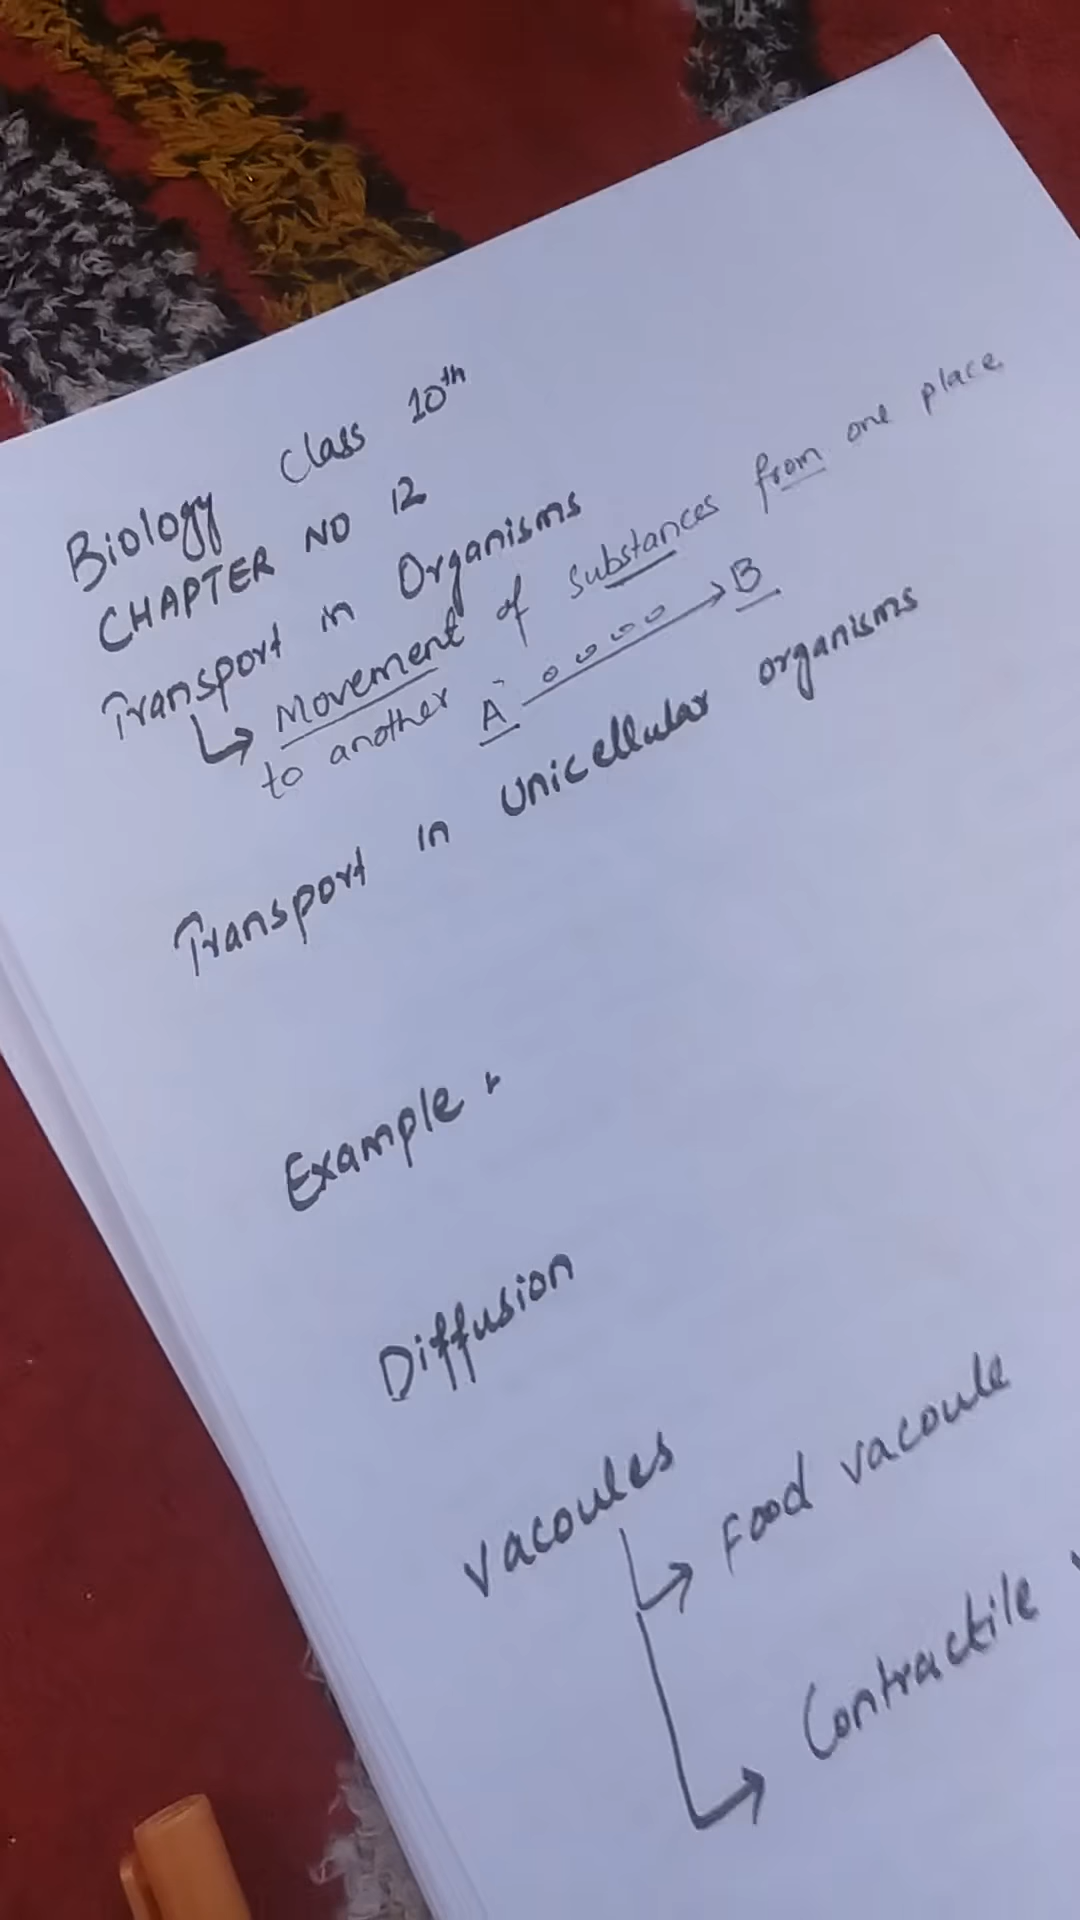 Biology Class 10th
CHAPTER NO 12
Transport in Organisms
↳ Movement of substances from one place
to another A → B
Transport in Unicellular organisms
Example
Diffusion
Vacoules
↳ Food vacoule
↳ Contractile